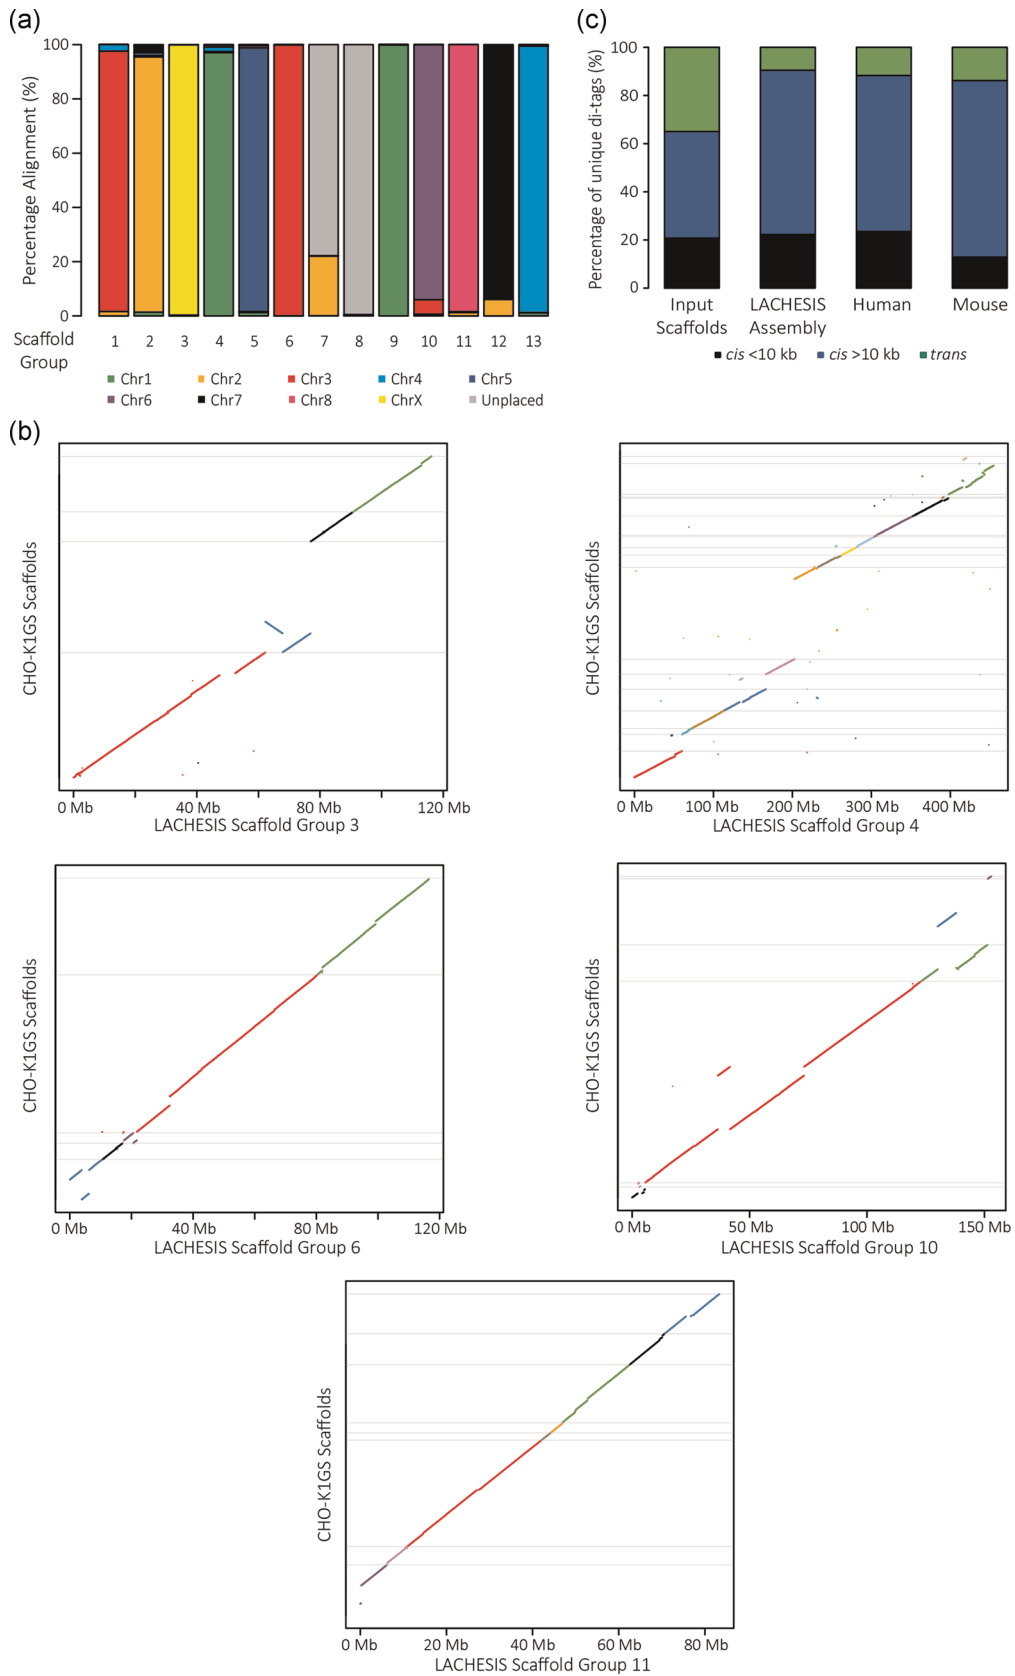 (a)
Percentage Alignment (%)
100
80
60
40
20
0
Scaffold
Group
1 2 3 4 5 6 7 8 9 10 11 12 13
Chr1 Chr2 Chr3 Chr4 Chr5
Chr6 Chr7 Chr8 ChrX Unplaced
(c)
Percentage of unique di-tags (%)
100
80
60
40
20
0
Input
Scaffolds
LACHESIS
Assembly
Human
Mouse
cis <10 kb cis >10 kb trans
(b)
CHO-K1GS Scaffolds
0 Mb 40 Mb 80 Mb 120 Mb
LACHESIS Scaffold Group 3
CHO-K1GS Scaffolds
0 Mb 100 Mb 200 Mb 300 Mb 400 Mb
LACHESIS Scaffold Group 4
CHO-K1GS Scaffolds
0 Mb 40 Mb 80 Mb 120 Mb
LACHESIS Scaffold Group 6
CHO-K1GS Scaffolds
0 Mb 50 Mb 100 Mb 150 Mb
LACHESIS Scaffold Group 10
CHO-K1GS Scaffolds
0 Mb 20 Mb 40 Mb 60 Mb 80 Mb
LACHESIS Scaffold Group 11